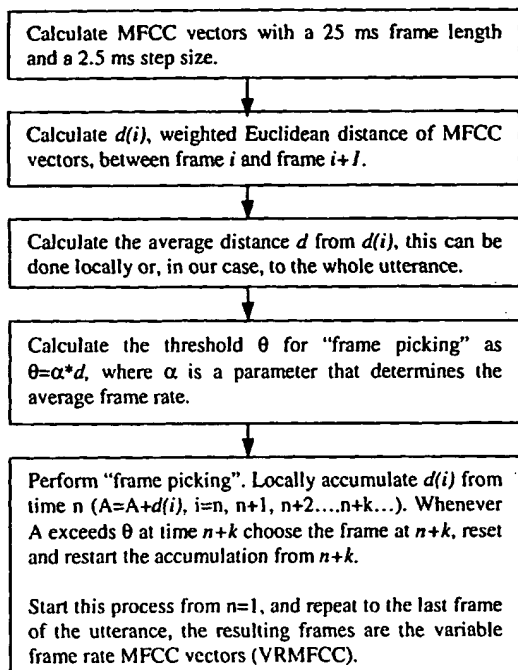 Calculate MFCC vectors with a 25 ms frame length
and a 2.5 ms step size.
Calculate d(i), weighted Euclidean distance of MFCC
vectors, between frame i and frame i+1.
Calculate the average distance d from d(i), this can be
done locally or, in our case, to the whole utterance.
Calculate the threshold θ for "frame picking" as
θ=α*d, where α is a parameter that determines the
average frame rate.
Perform "frame picking". Locally accumulate d(i) from
time n (A=A+d(i), i=n, n+1, n+2....n+k...). Whenever
A exceeds θ at time n+k choose the frame at n+k, reset
and restart the accumulation from n+k.
Start this process from n=1, and repeat to the last frame
of the utterance, the resulting frames are the variable
frame rate MFCC vectors (VRMFCC).